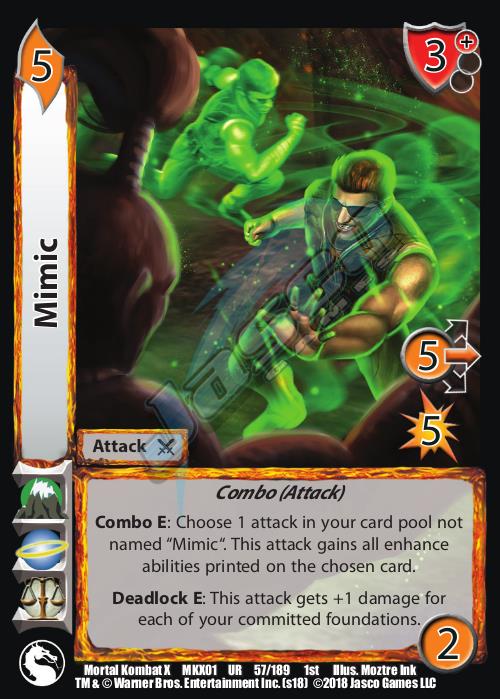 5
3
+
Mimic
5
5
Attack
Combo (Attack)
Combo E: Choose 1 attack in your card pool not
named “Mimic“. This attack gains all enhance
abilities printed on the chosen card.
Deadlock E: This attack gets +1 damage for
each of your committed foundations.
2
Mortal Kombat X MKX01 UR 57/189 1st Illus. Moztre Ink
TM & © Warner Bros. Entertainment Inc. (s18) ©2018 Jasco Games LLC